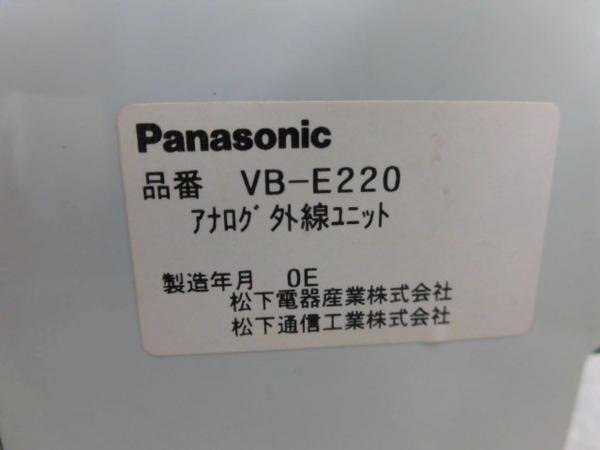 Panasonic
品番 VB-E220
アナログ外線ユニット
製造年月 0E
松下電器産業株式会社
松下通信工業株式会社